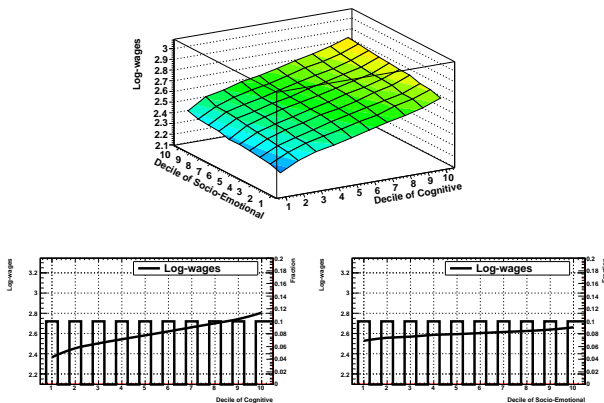 Log-wages
3
2.9
2.8
2.7
2.6
2.5
2.4
2.3
2.2
2.1
10 9 8 7 6 5 4 3 2 1
Decile of Socio-Emotional
1 2 3 4 5 6 7 8 9 10
Decile of Cognitive
Log-wages
Log-wages
Fraction
3.2
3
2.8
2.6
2.4
2.2
0.2
0.18
0.16
0.14
0.12
0.1
0.08
0.06
0.04
0.02
0
1 2 3 4 5 6 7 8 9 10
Decile of Cognitive
Log-wages
Log-wages
Fraction
3.2
3
2.8
2.6
2.4
2.2
0.2
0.18
0.16
0.14
0.12
0.1
0.08
0.06
0.04
0.02
0
1 2 3 4 5 6 7 8 9 10
Decile of Socio-Emotional